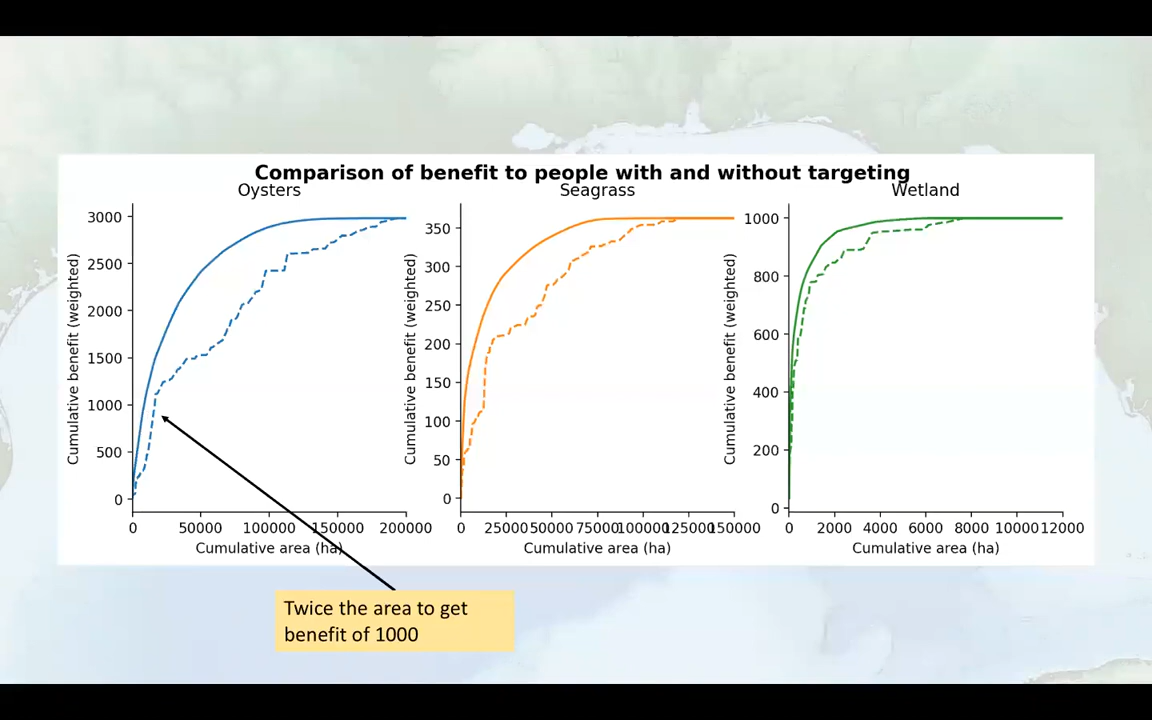 Comparison of benefit to people with and without targeting
Oysters
Cumulative benefit (weighted)
3000
2500
2000
1500
1000
500
0
0 50000 100000 150000 200000
Cumulative area (ha)
Seagrass
Cumulative benefit (weighted)
350
300
250
200
150
100
50
0
0 25000 50000 75000 100000 125000 150000
Cumulative area (ha)
Wetland
Cumulative benefit (weighted)
1000
800
600
400
200
0
0 2000 4000 6000 8000 10000 12000
Cumulative area (ha)
Twice the area to get
benefit of 1000